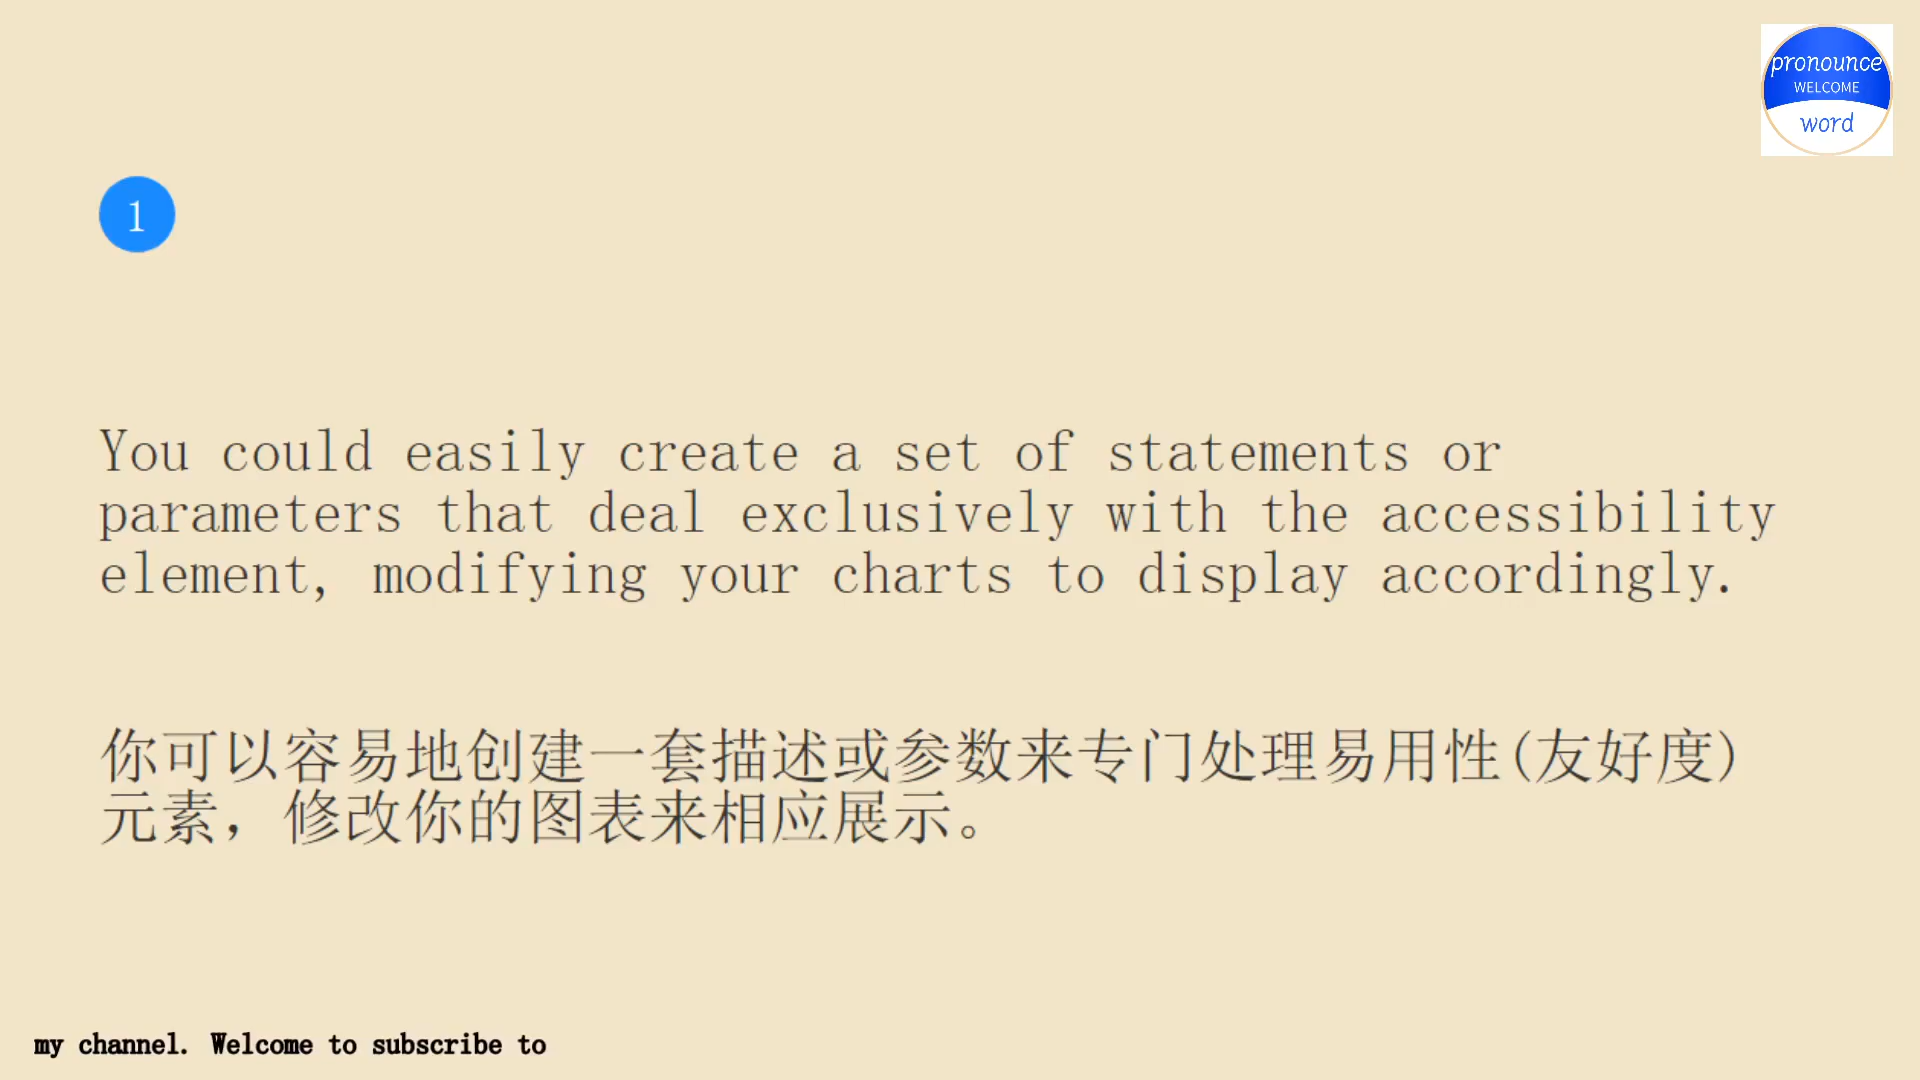 pronounce
WELCOME
word
1
You could easily create a set of statements or
parameters that deal exclusively with the accessibility
element, modifying your charts to display accordingly.
你可以容易地创建一套描述或参数来专门处理易用性(友好度)
元素，修改你的图表来相应展示。
my channel. Welcome to subscribe to